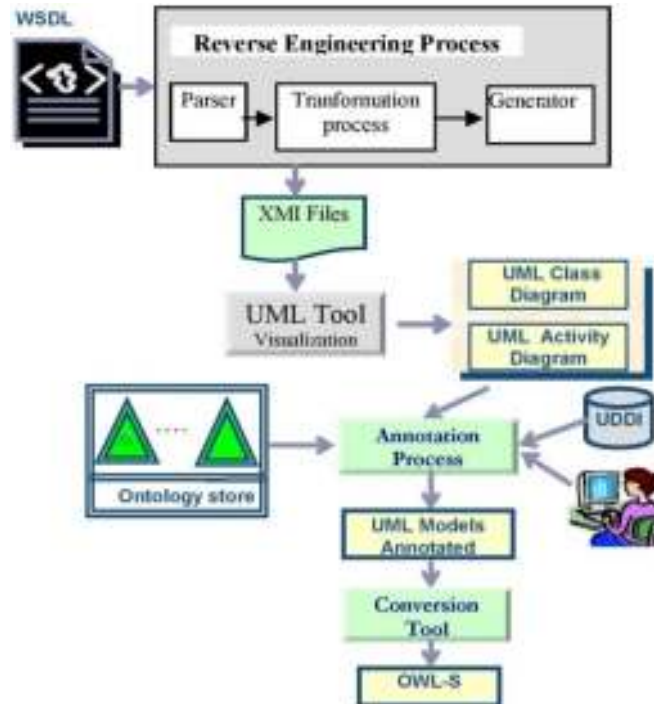 WSDL
Reverse Engineering Process
Parser
Tranformation
process
Generator
XMI Files
UML Tool
Visualization
UML Class
Diagram
UML Activity
Diagram
UDDI
Annotation
Process
Ontology store
UML Models
Annotated
Conversion
Tool
OWL-S